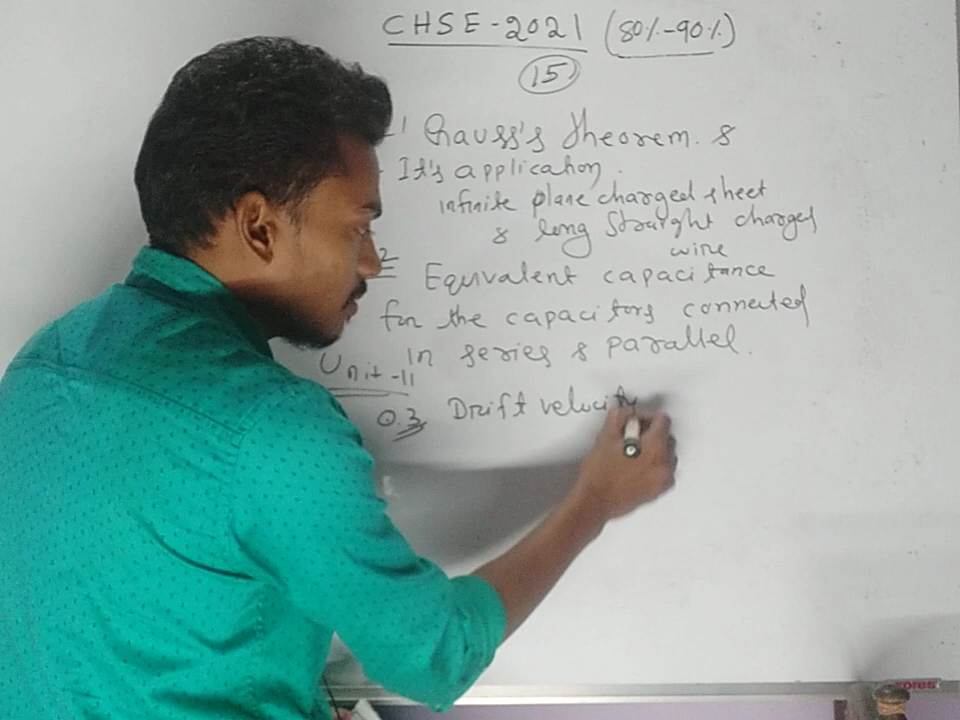 CHSE-2021 (80%-90%)
15
1 Gauss's theorem. &
It's application.
infinite plane charged sheet
& long straight charged
wire
2 Equivalent capacitance
for the capacitors connected
in series & parallel.
Unit-II
Q.3, Drift velocity